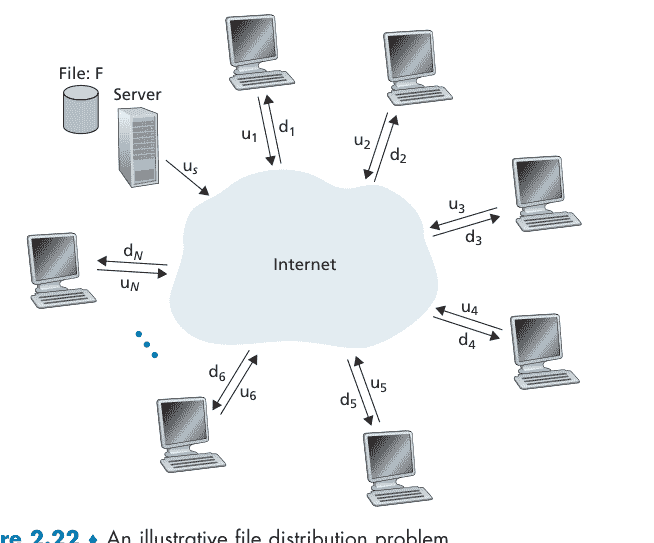 File: F
Server
u1
d1
u2
d2
us
u3
d3
Internet
dN
uN
u4
d4
d6
u6
d5
u5
re 2.22 ♦ An illustrative file distribution problem